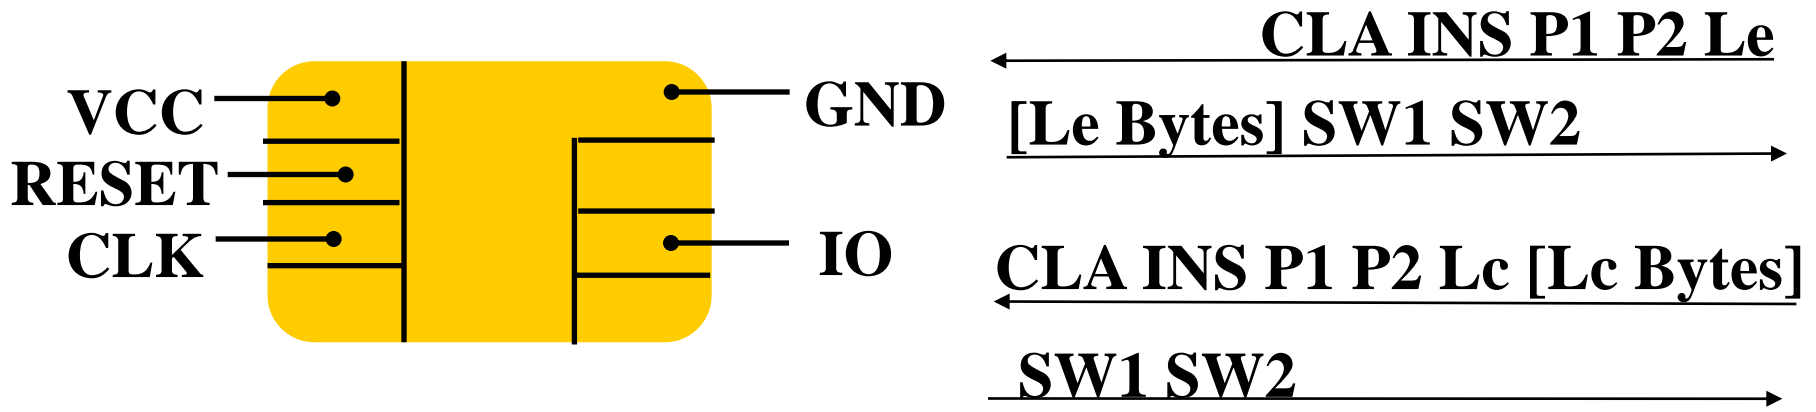 VCC
RESET
CLK
GND
IO
CLA INS P1 P2 Le
[Le Bytes] SW1 SW2
CLA INS P1 P2 Lc [Lc Bytes]
SW1 SW2